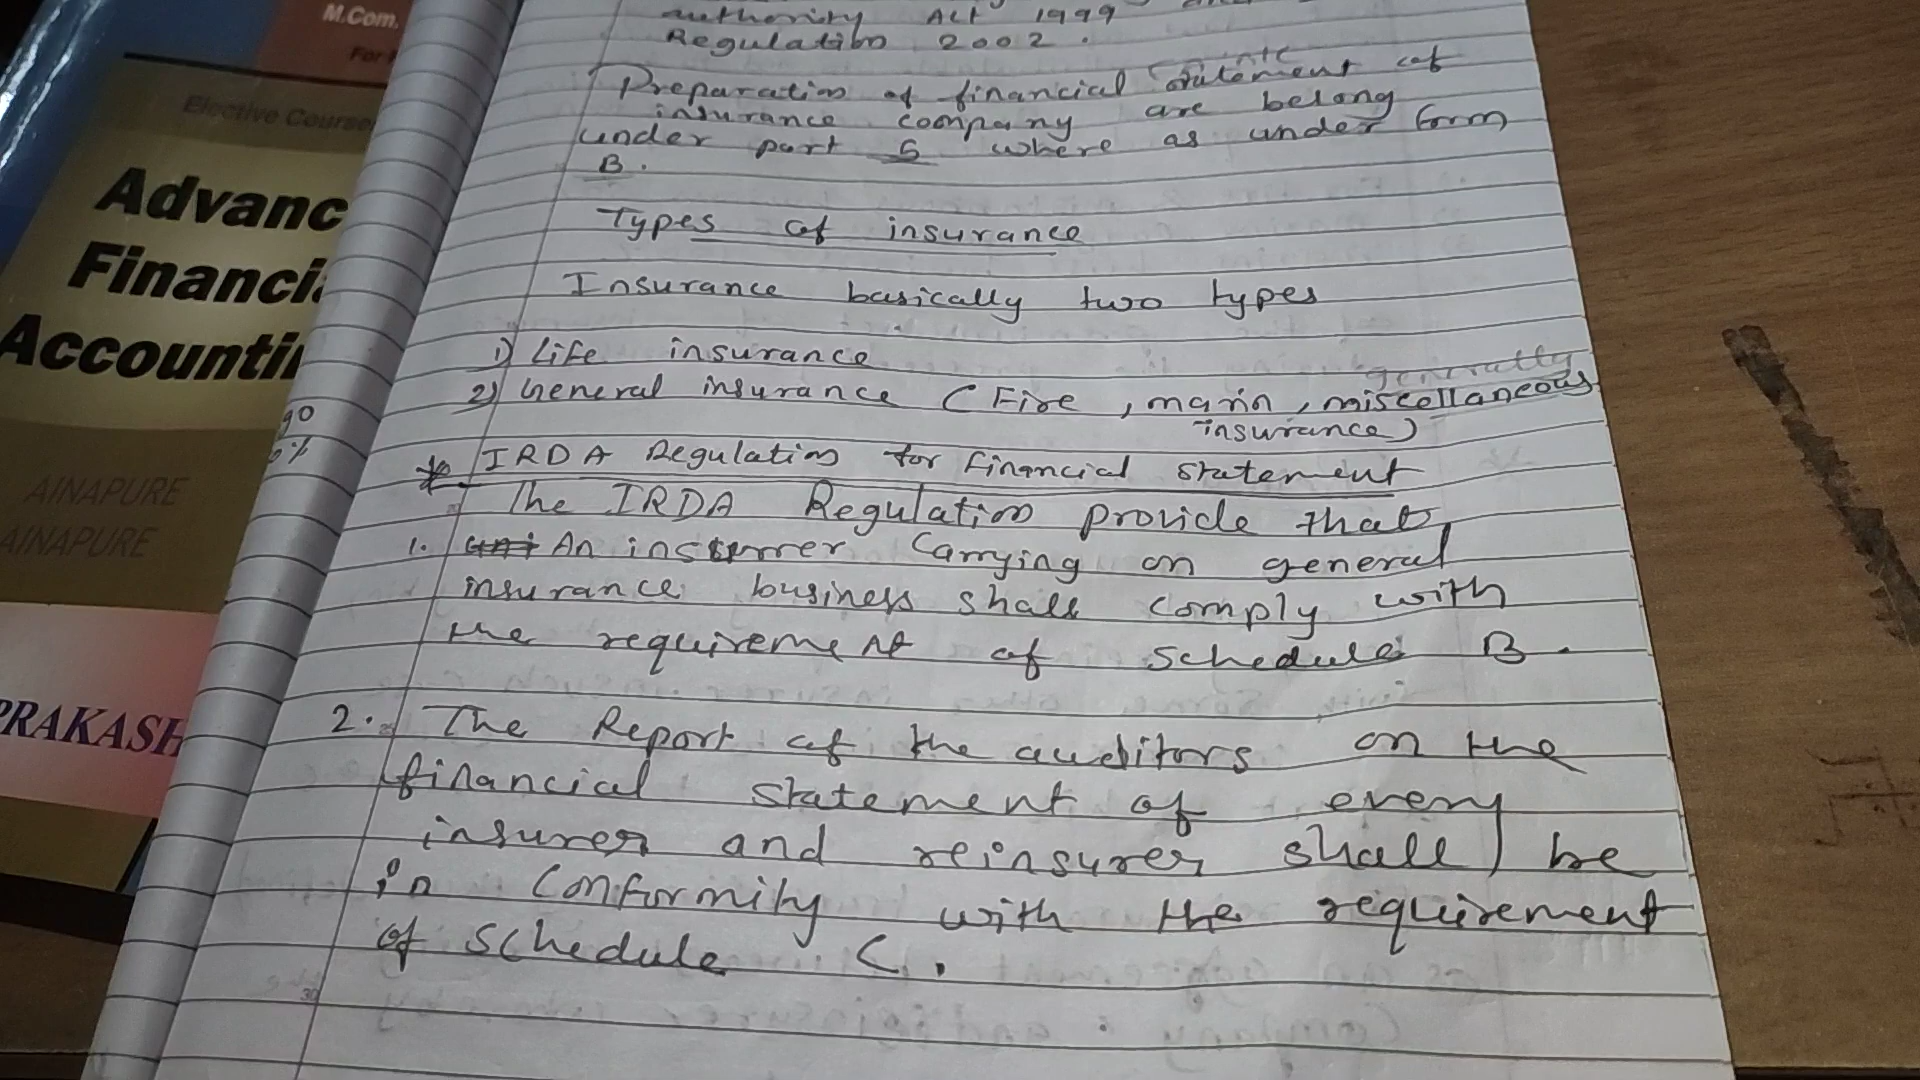 M.Com.
For
Elective Course
Advanc
Financi
Accounti
AINAPURE
AINAPURE
PRAKASH
90
%
authority Act 1999
Regulation 2002.
Preparation of financial statement of
insurance company are belong
under part 5 where as under form
B.
Types of insurance
Insurance basically two types
1) Life insurance
generally
2) General insurance (Fire, marin, miscellaneous
insurance)
* IRDA Regulation for Financial statement
The IRDA Regulation provide that
1. An insurer Carrying on general
insurance business shall comply with
the requirement of schedule B.
2. The Report of the auditors on the
financial statement of every
insurer and reinsurer shall be
in Conformity with the requirement
of schedule C.
30